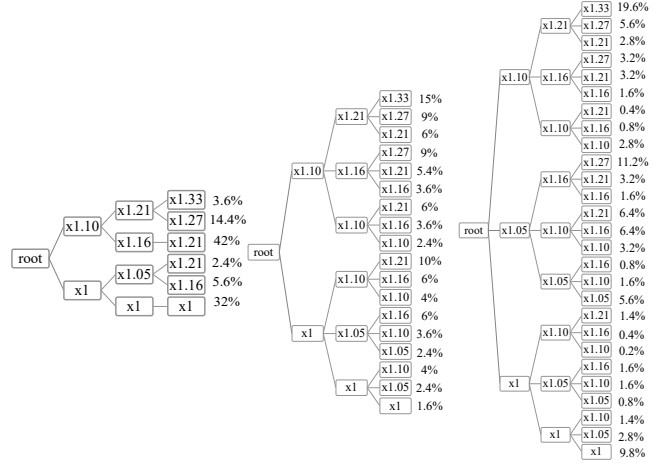 root
x1.10
x1
x1.21
x1.16
x1.05
x1
x1.33 3.6%
x1.27 14.4%
x1.21 42%
x1.21 2.4%
x1.16 5.6%
x1 32%
root
x1.10
x1
x1.21
x1.16
x1.10
x1.10
x1.05
x1
x1.33 15%
x1.27 9%
x1.21 6%
x1.27 9%
x1.21 5.4%
x1.16 3.6%
x1.21 6%
x1.16 3.6%
x1.10 2.4%
x1.21 10%
x1.16 6%
x1.10 4%
x1.16 6%
x1.10 3.6%
x1.05 2.4%
x1.10 4%
x1.05 2.4%
x1 1.6%
root
x1.10
x1.05
x1
x1.21
x1.16
x1.10
x1.16
x1.10
x1.05
x1.10
x1.05
x1
x1.33 19.6%
x1.27 5.6%
x1.21 2.8%
x1.27 3.2%
x1.21 3.2%
x1.16 1.6%
x1.21 0.4%
x1.16 0.8%
x1.10 2.8%
x1.27 11.2%
x1.21 3.2%
x1.16 1.6%
x1.21 6.4%
x1.16 6.4%
x1.10 3.2%
x1.16 0.8%
x1.10 1.6%
x1.05 5.6%
x1.21 1.4%
x1.16 0.4%
x1.10 0.2%
x1.16 1.6%
x1.10 1.6%
x1.05 0.8%
x1.10 1.4%
x1.05 2.8%
x1 9.8%